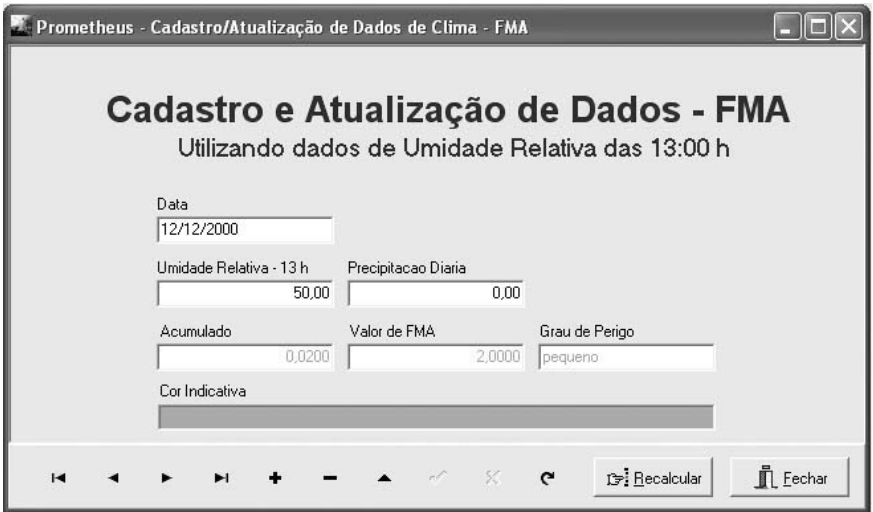 Prometheus - Cadastro/Atualização de Dados de Clima - FMA
Cadastro e Atualização de Dados - FMA
Utilizando dados de Umidade Relativa das 13:00 h
Data
12/12/2000
Umidade Relativa - 13 h Precipitacao Diaria
50,00 0,00
Acumulado Valor de FMA Grau de Perigo
0,0200 2,0000 pequeno
Cor Indicativa
Recalcular Fechar